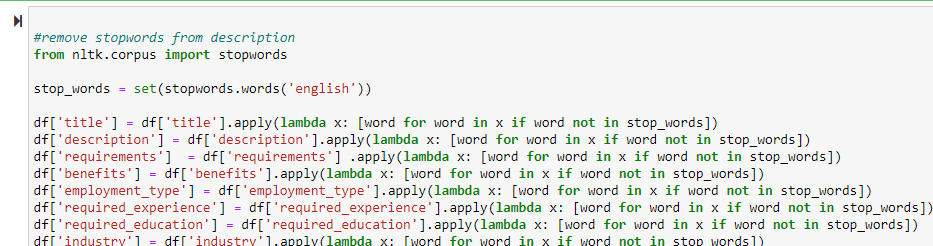 #remove stopwords from description
from nltk.corpus import stopwords
stop_words = set(stopwords.words('english'))
df['title'] = df['title'].apply(lambda x: [word for word in x if word not in stop_words])
df['description'] = df['description'].apply(lambda x: [word for word in x if word not in stop_words])
df['requirements']  = df['requirements'] .apply(lambda x: [word for word in x if word not in stop_words])
df['benefits'] = df['benefits'].apply(lambda x: [word for word in x if word not in stop_words])
df['employment_type'] = df['employment_type'].apply(lambda x: [word for word in x if word not in stop_words])
df['required_experience'] = df['required_experience'].apply(lambda x: [word for word in x if word not in stop_words])
df['required_education'] = df['required_education'].apply(lambda x: [word for word in x if word not in stop_words])
df['industry'] = df['industry'].apply(lambda x: [word for word in x if word not in stop_words])